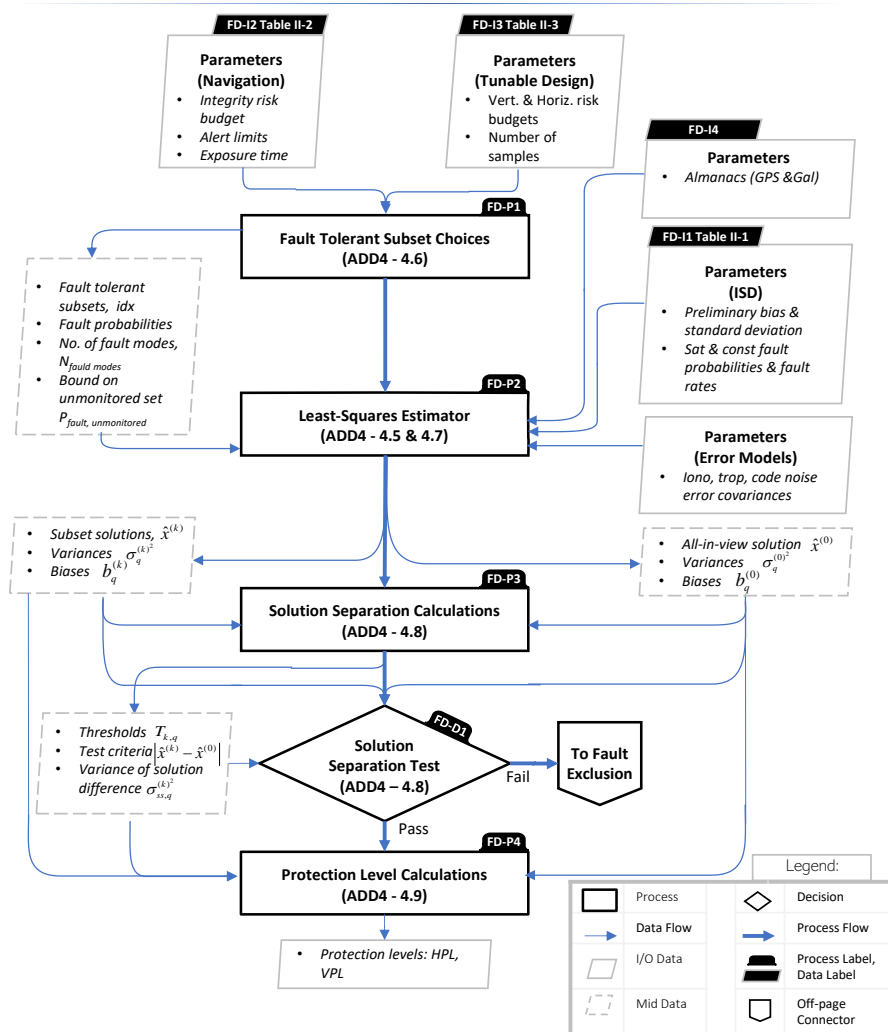 FD-I2 Table II-2
Parameters
(Navigation)
• Integrity risk
budget
• Alert limits
• Exposure time
FD-I3 Table II-3
Parameters
(Tunable Design)
• Vert. & Horiz. risk
budgets
• Number of
samples
FD-I4
Parameters
• Almanacs (GPS &Gal)
FD-P1
Fault Tolerant Subset Choices
(ADD4 - 4.6)
FD-I1 Table II-1
Parameters
(ISD)
• Preliminary bias &
standard deviation
• Sat & const fault
probabilities & fault
rates
• Fault tolerant
subsets, idx
• Fault probabilities
• No. of fault modes,
N_fauld modes
• Bound on
unmonitored set
P_fault, unmonitored
FD-P2
Least-Squares Estimator
(ADD4 - 4.5 & 4.7)
Parameters
(Error Models)
• Iono, trop, code noise
error covariances
• Subset solutions, x̂^(k)
• Variances σ_q^(k)²
• Biases b_q^(k)
• All-in-view solution x̂^(0)
• Variances σ_q^(0)²
• Biases b_q^(0)
FD-P3
Solution Separation Calculations
(ADD4 - 4.8)
• Thresholds T_k,q
• Test criteria |x̂^(k) − x̂^(0)|
• Variance of solution
difference σ_ss,q^(k)²
FD-D1
Solution
Separation Test
(ADD4 – 4.8)
Fail
To Fault
Exclusion
Pass
FD-P4
Protection Level Calculations
(ADD4 - 4.9)
• Protection levels: HPL,
VPL
Legend:
Process
Decision
Data Flow
Process Flow
I/O Data
Process Label,
Data Label
Mid Data
Off-page
Connector